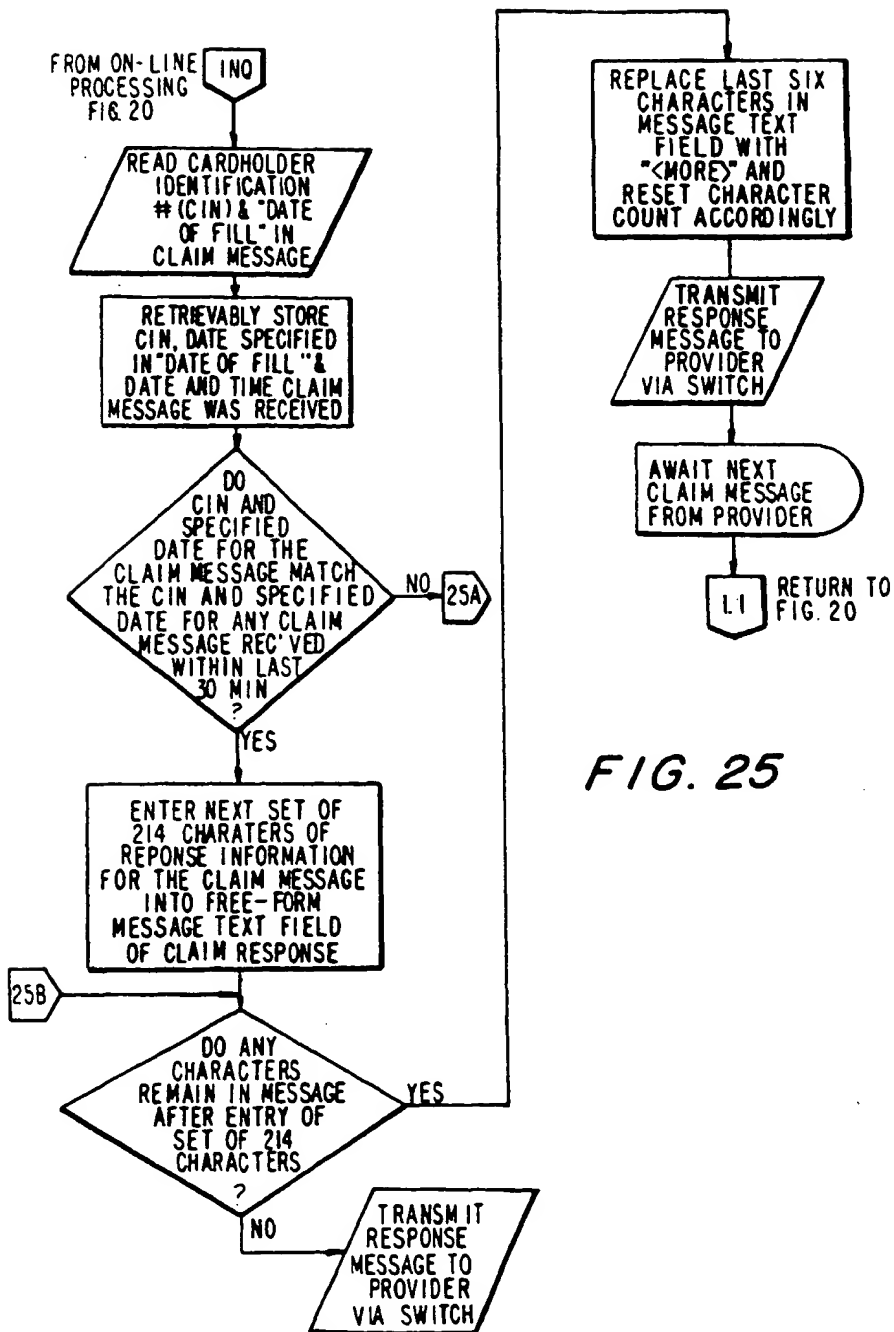 FROM ON-LINE
PROCESSING
FIG. 20
INQ
READ CARDHOLDER
IDENTIFICATION
# (CIN) & "DATE
OF FILL" IN
CLAIM MESSAGE
RETRIEVABLY STORE
CIN, DATE SPECIFIED
IN "DATE OF FILL" &
DATE AND TIME CLAIM
MESSAGE WAS RECEIVED
DO
CIN AND
SPECIFIED
DATE FOR THE
CLAIM MESSAGE MATCH
THE CIN AND SPECIFIED
DATE FOR ANY CLAIM
MESSAGE REC'VED
WITHIN LAST
30 MIN
?
NO
25A
YES
ENTER NEXT SET OF
214 CHARATERS OF
REPONSE INFORMATION
FOR THE CLAIM MESSAGE
INTO FREE-FORM
MESSAGE TEXT FIELD
OF CLAIM RESPONSE
25B
DO ANY
CHARACTERS
REMAIN IN MESSAGE
AFTER ENTRY OF
SET OF 214
CHARACTERS
?
YES
NO
TRANSMIT
RESPONSE
MESSAGE TO
PROVIDER
VIA SWITCH
REPLACE LAST SIX
CHARACTERS IN
MESSAGE TEXT
FIELD WITH
"<MORE>" AND
RESET CHARACTER
COUNT ACCORDINGLY
TRANSMIT
RESPONSE
MESSAGE TO
PROVIDER
VIA SWITCH
AWAIT NEXT
CLAIM MESSAGE
FROM PROVIDER
L1
RETURN TO
FIG. 20
FIG. 25